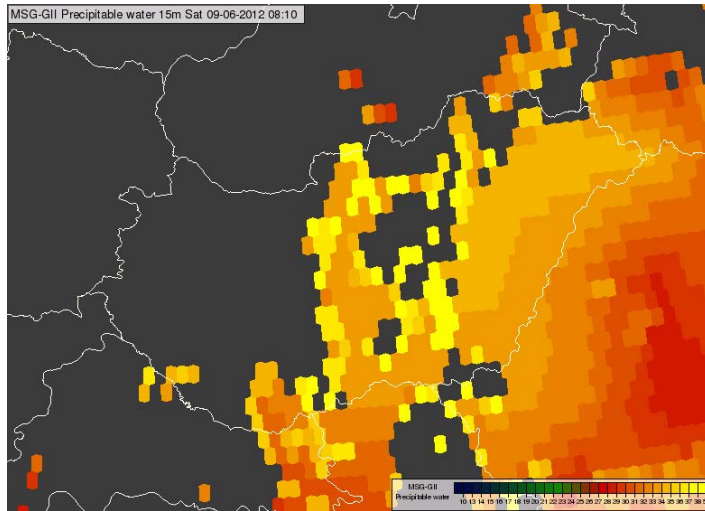 MSG-GII Precipitable water 15m Sat 09-06-2012 08:10
MSG-GII
Precipitable water
10 13 14 15 16 17 18 19 20 21 22 23 24 25 26 27 28 29 30 31 32 33 34 35 36 37 38